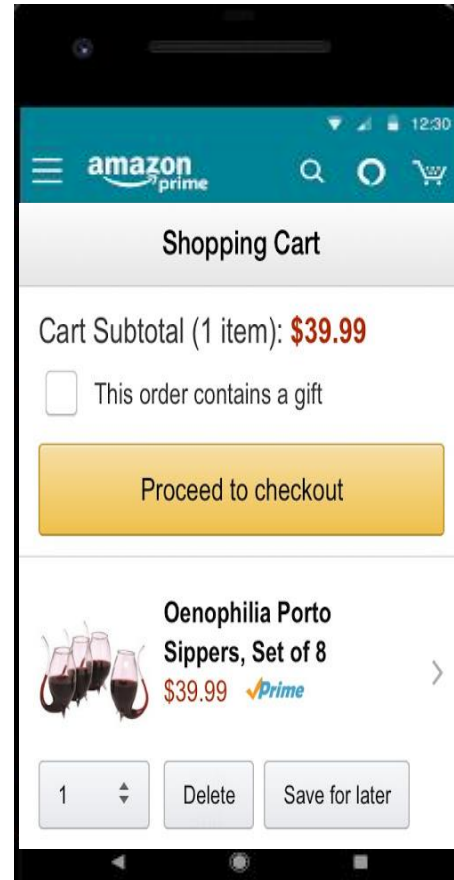 12:30
amazon
prime
Shopping Cart
Cart Subtotal (1 item): $39.99
This order contains a gift
Proceed to checkout
Oenophilia Porto
Sippers, Set of 8
$39.99 Prime
1 Delete Save for later